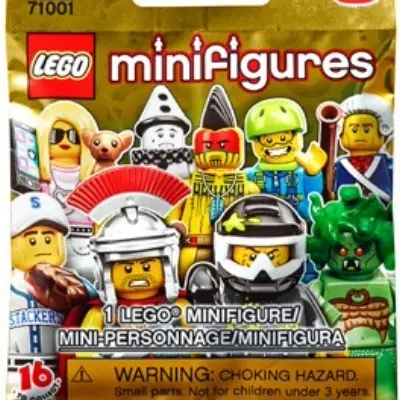 71001
LEGO
minifigures
S
STACKERS
1 LEGO® MINIFIGURE/
MINI-PERSONNAGE/MINIFIGURA
16
WARNING: CHOKING HAZARD.
Small parts. Not for children under 3 years.